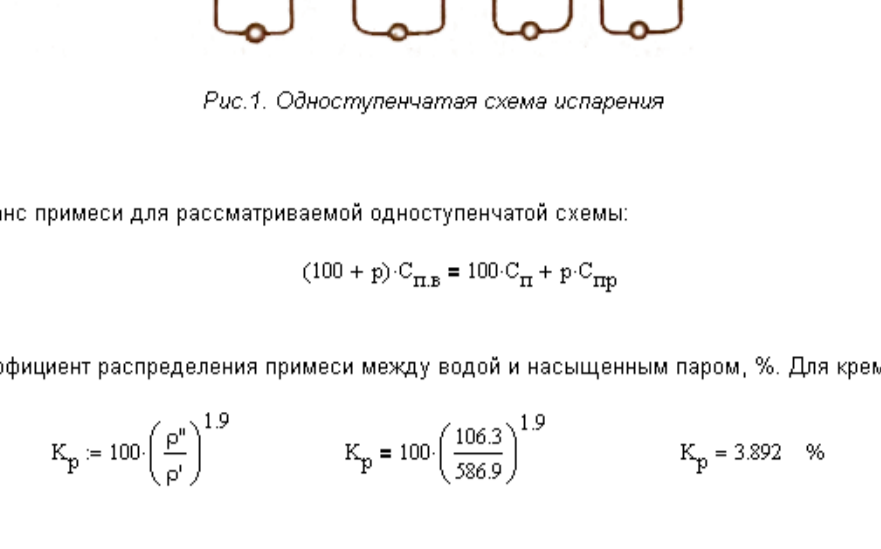 Рис.1. Одноступенчатая схема испарения
анс примеси для рассматриваемой одноступенчатой схемы:
(100 + p)·Cп.в = 100·Cп + p·Cпр
эффициент распределения примеси между водой и насыщенным паром, %. Для крем
Kp := 100·(ρ''/ρ')^1.9 Kp = 100·(106.3/586.9)^1.9 Kp = 3.892 %